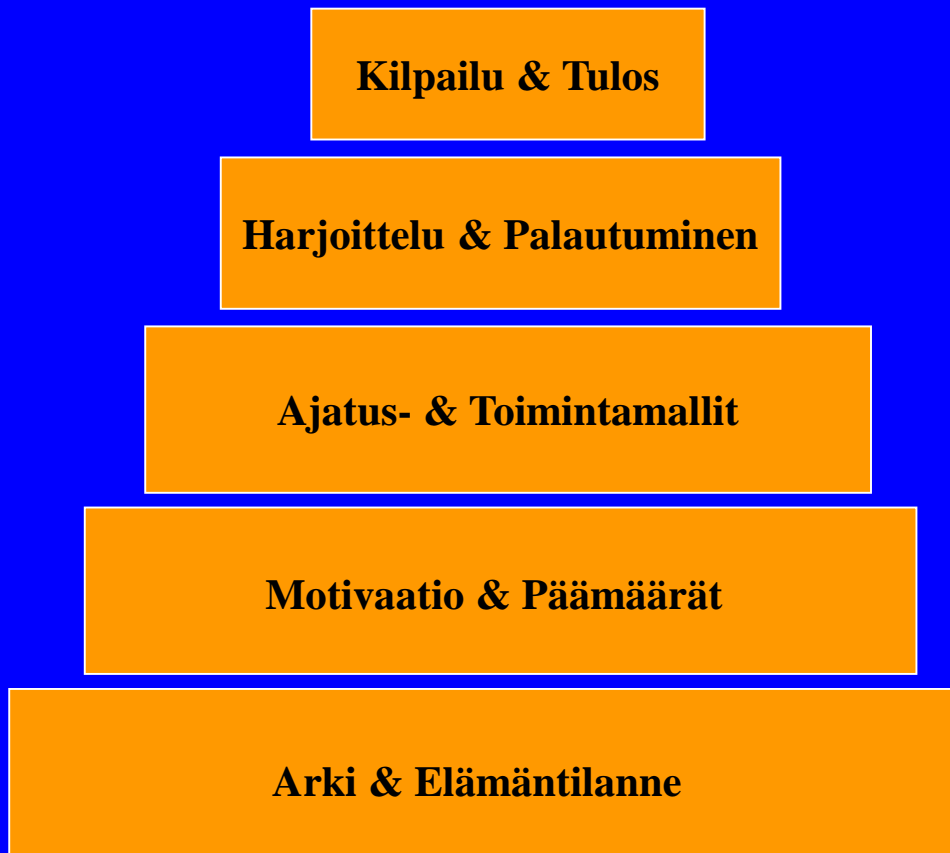 Kilpailu & Tulos
Harjoittelu & Palautuminen
Ajatus- & Toimintamallit
Motivaatio & Päämäärät
Arki & Elämäntilanne